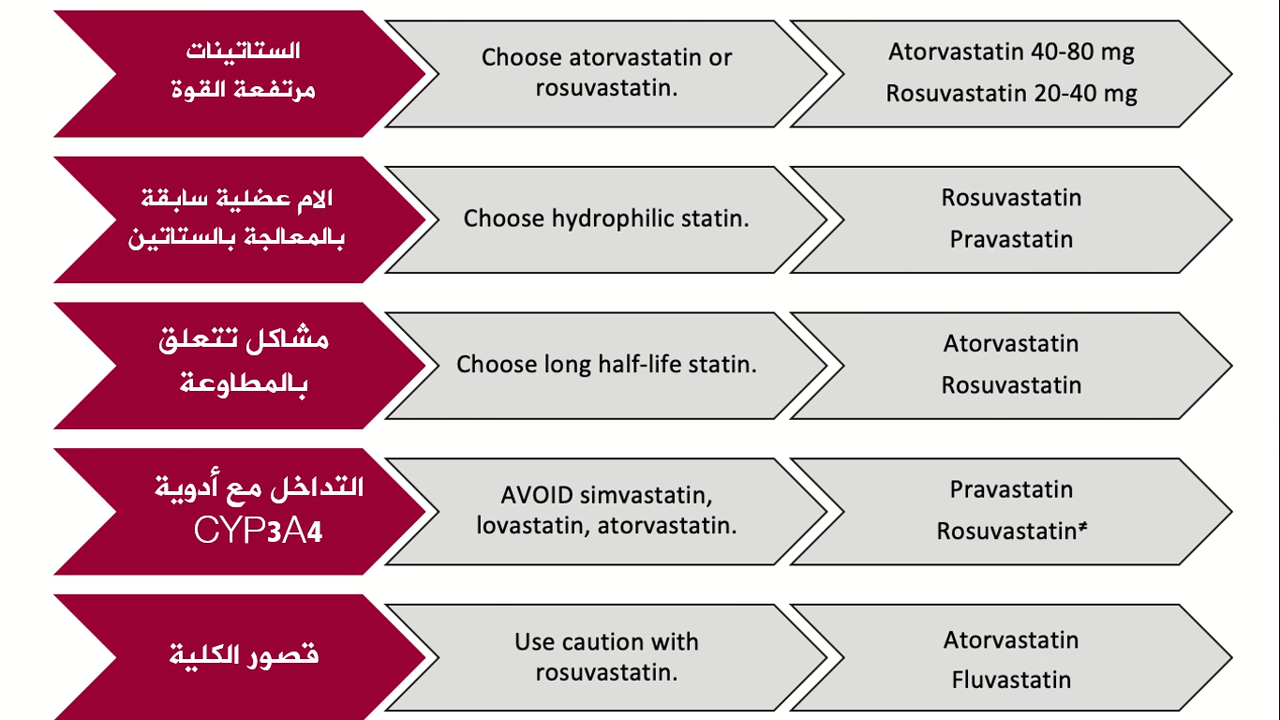 الستاتينات
مرتفعة القوة
Choose atorvastatin or
rosuvastatin.
Atorvastatin 40-80 mg
Rosuvastatin 20-40 mg
الام عضلية سابقة
بالمعالجة بالستاتين
Choose hydrophilic statin.
Rosuvastatin
Pravastatin
مشاكل تتعلق
بالمطاوعة
Choose long half-life statin.
Atorvastatin
Rosuvastatin
التداخل مع أدوية
CYP3A4
AVOID simvastatin,
lovastatin, atorvastatin.
Pravastatin
Rosuvastatin≠
قصور الكلية
Use caution with
rosuvastatin.
Atorvastatin
Fluvastatin